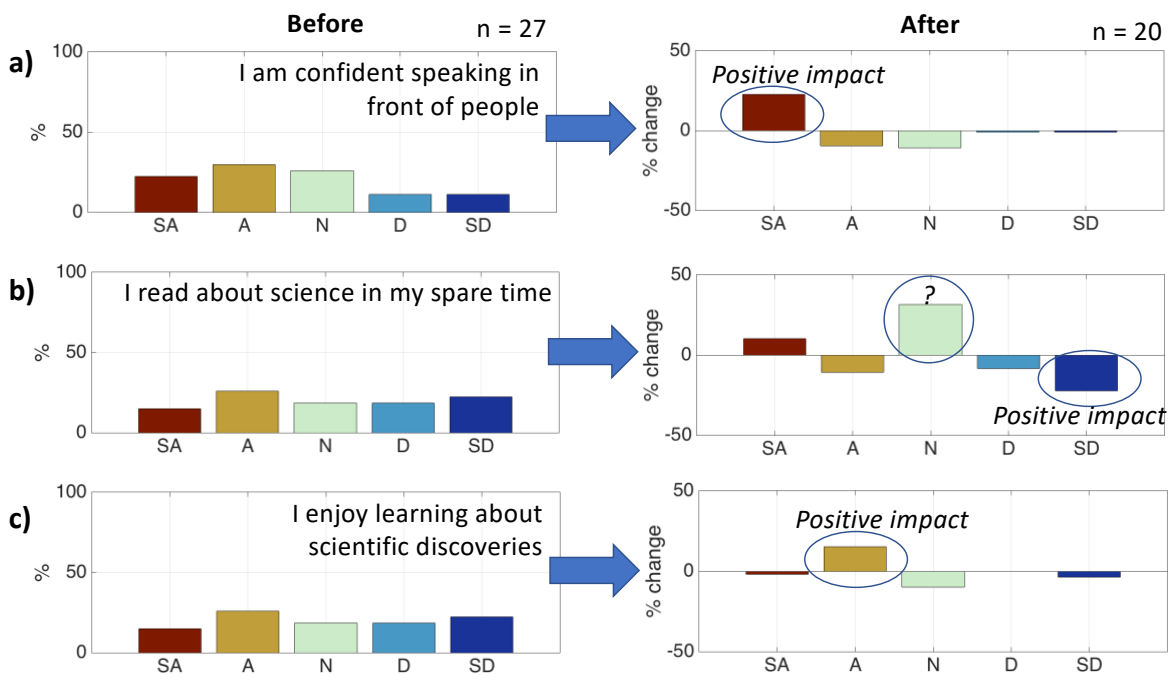 Before
n = 27
After
n = 20
a)
100
50
0
%
I am confident speaking in
front of people
SA A N D SD
50
0
-50
% change
Positive impact
SA A N D SD
b)
100
50
0
%
I read about science in my spare time
SA A N D SD
50
0
-50
% change
?
Positive impact
SA A N D SD
c)
100
50
0
%
I enjoy learning about
scientific discoveries
SA A N D SD
50
0
-50
% change
Positive impact
SA A N D SD